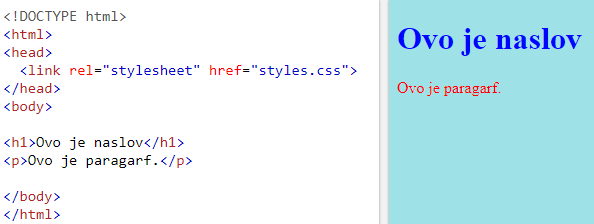 <!DOCTYPE html>
<html>
<head>
  <link rel="stylesheet" href="styles.css">
</head>
<body>

<h1>Ovo je naslov</h1>
<p>Ovo je paragarf.</p>

</body>
</html>
Ovo je naslov
Ovo je paragarf.